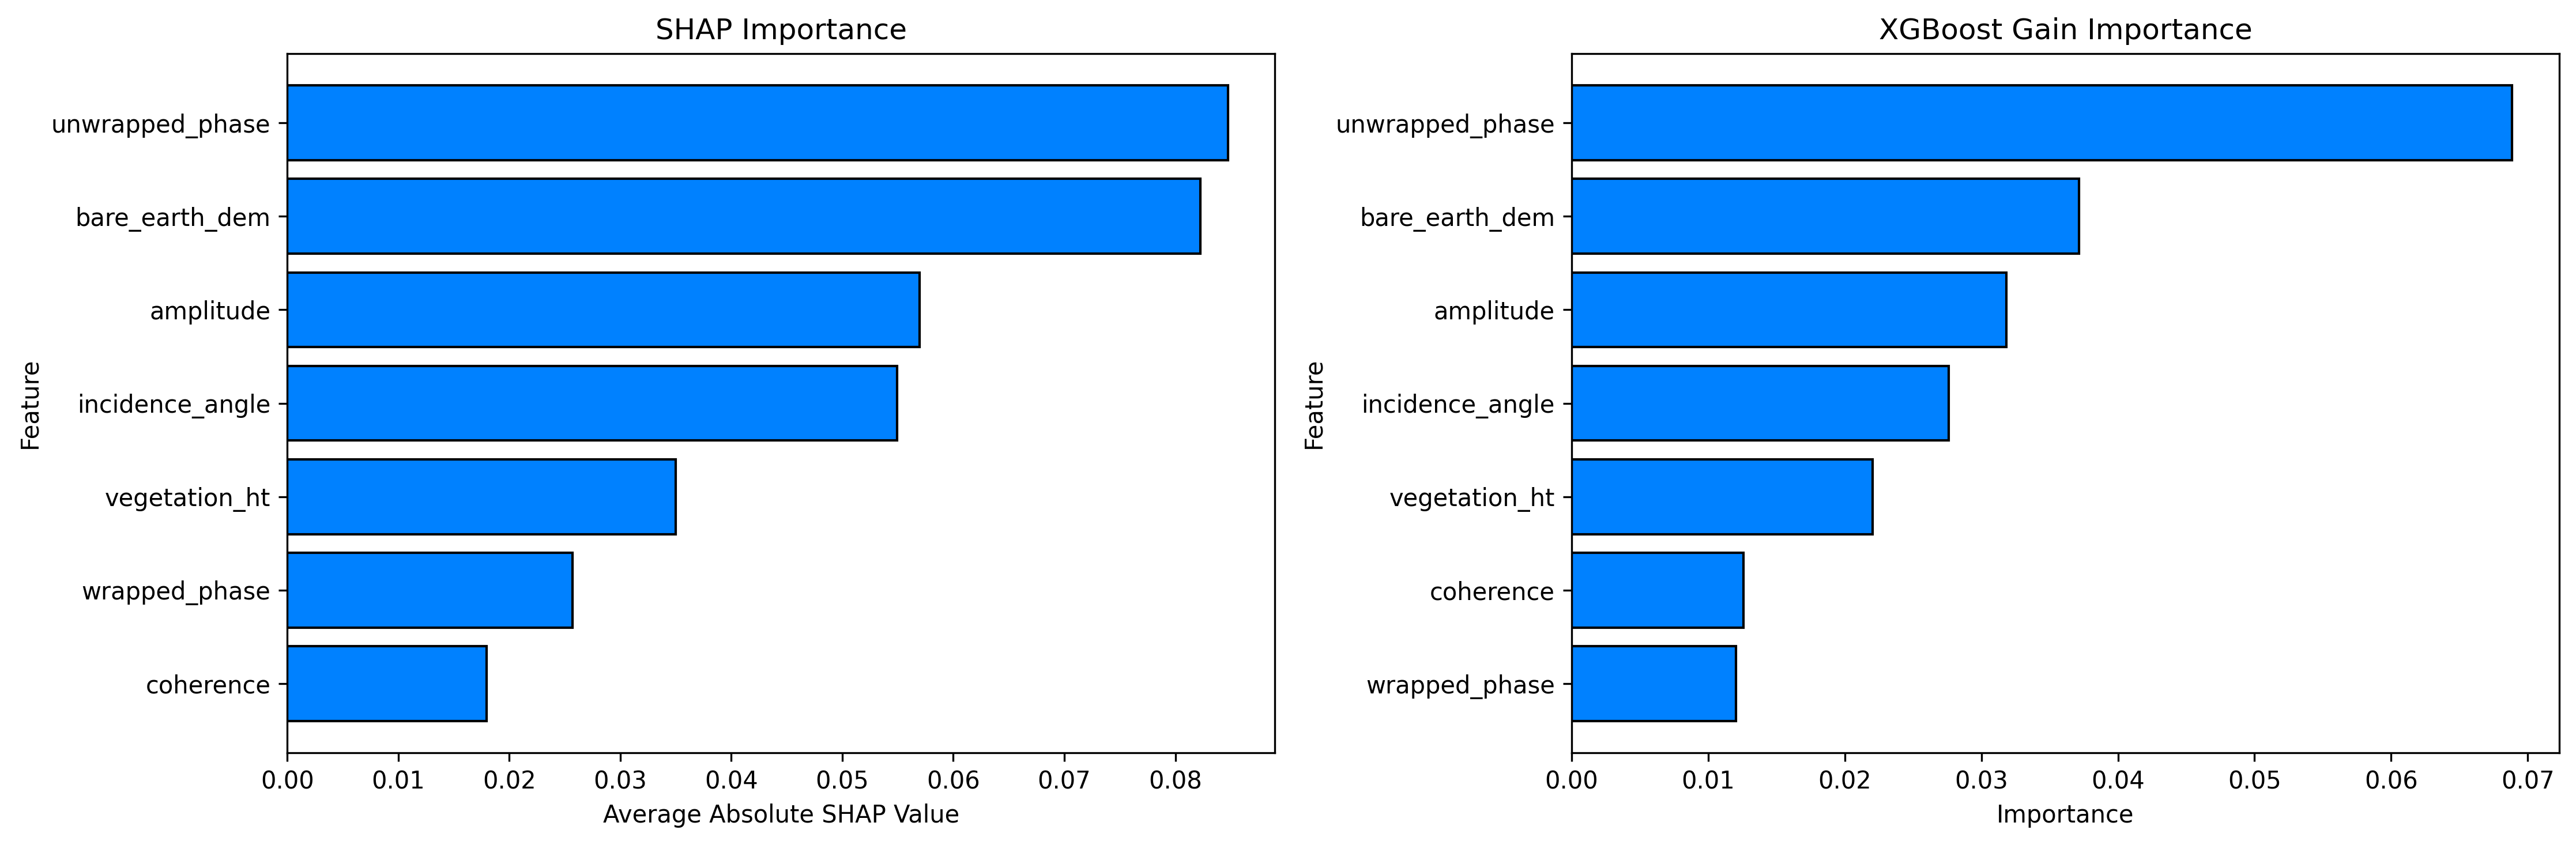 SHAP Importance
Feature
unwrapped_phase
bare_earth_dem
amplitude
incidence_angle
vegetation_ht
wrapped_phase
coherence
0.00 0.01 0.02 0.03 0.04 0.05 0.06 0.07 0.08
Average Absolute SHAP Value
XGBoost Gain Importance
Feature
unwrapped_phase
bare_earth_dem
amplitude
incidence_angle
vegetation_ht
coherence
wrapped_phase
0.00 0.01 0.02 0.03 0.04 0.05 0.06 0.07
Importance